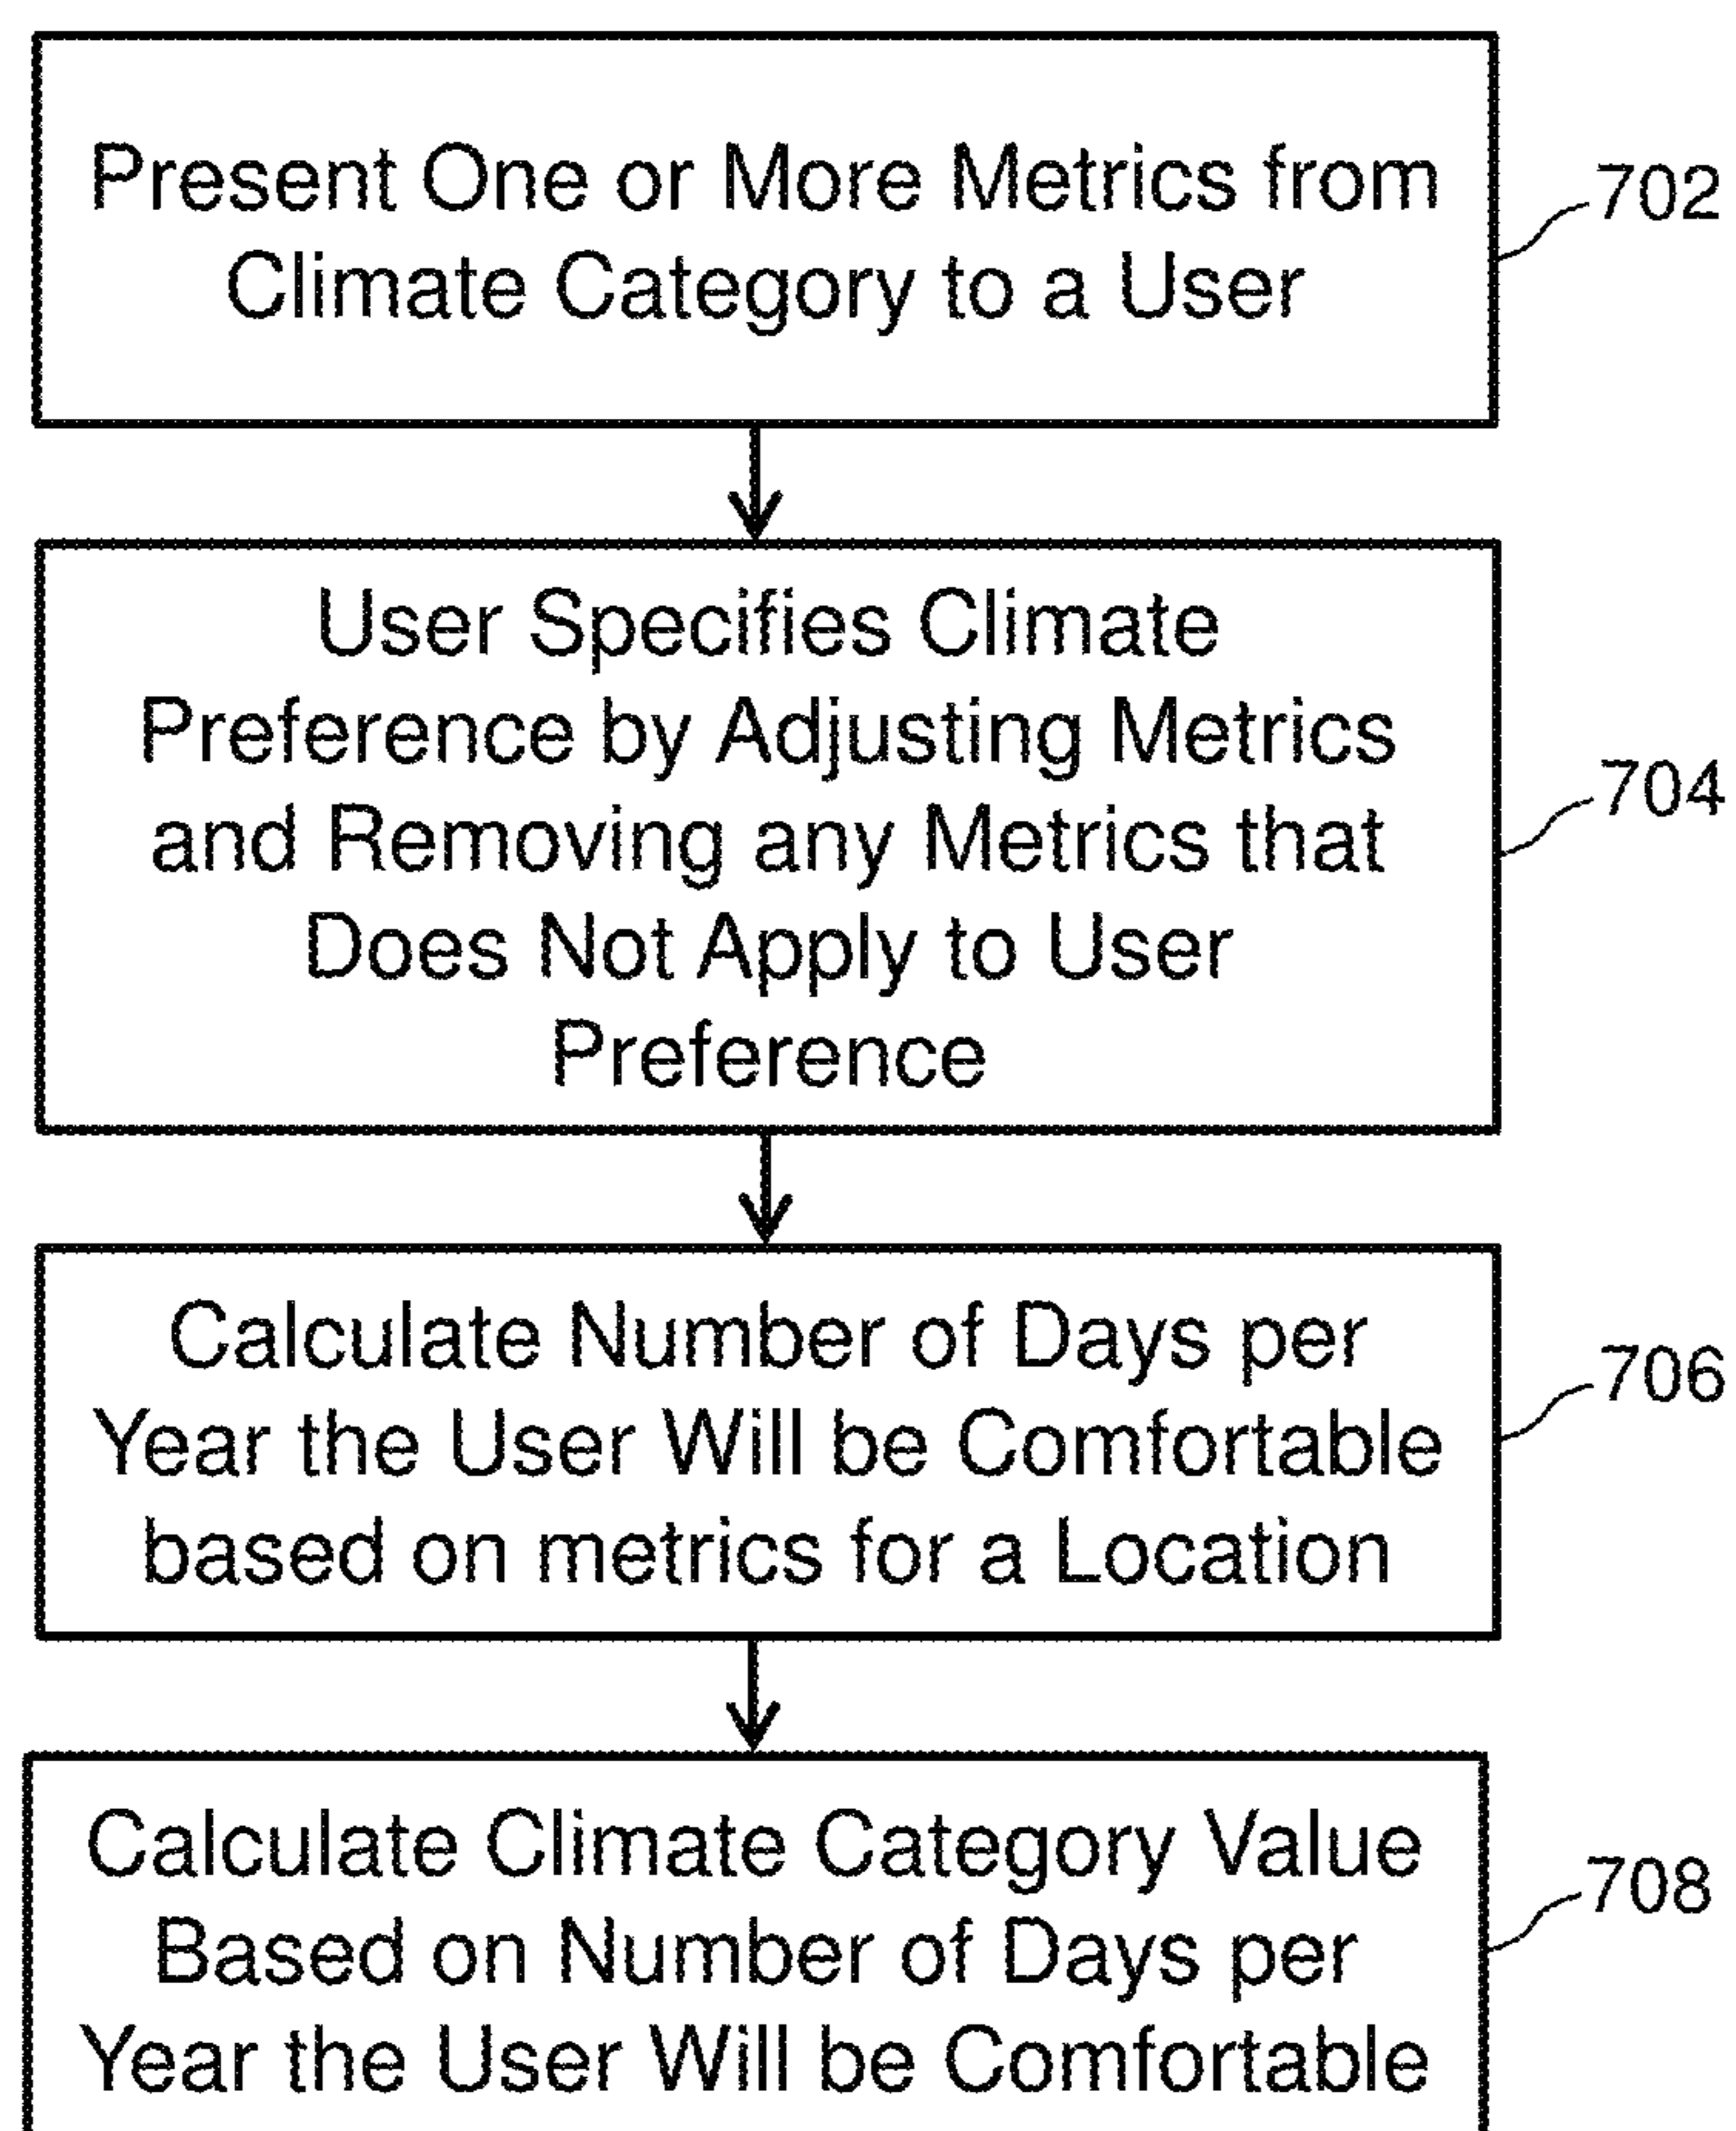 Present One or More Metrics from
Climate Category to a User
702
User Specifies Climate
Preference by Adjusting Metrics
and Removing any Metrics that
Does Not Apply to User
Preference
704
Calculate Number of Days per
Year the User Will be Comfortable
based on metrics for a Location
706
Calculate Climate Category Value
Based on Number of Days per
Year the User Will be Comfortable
708